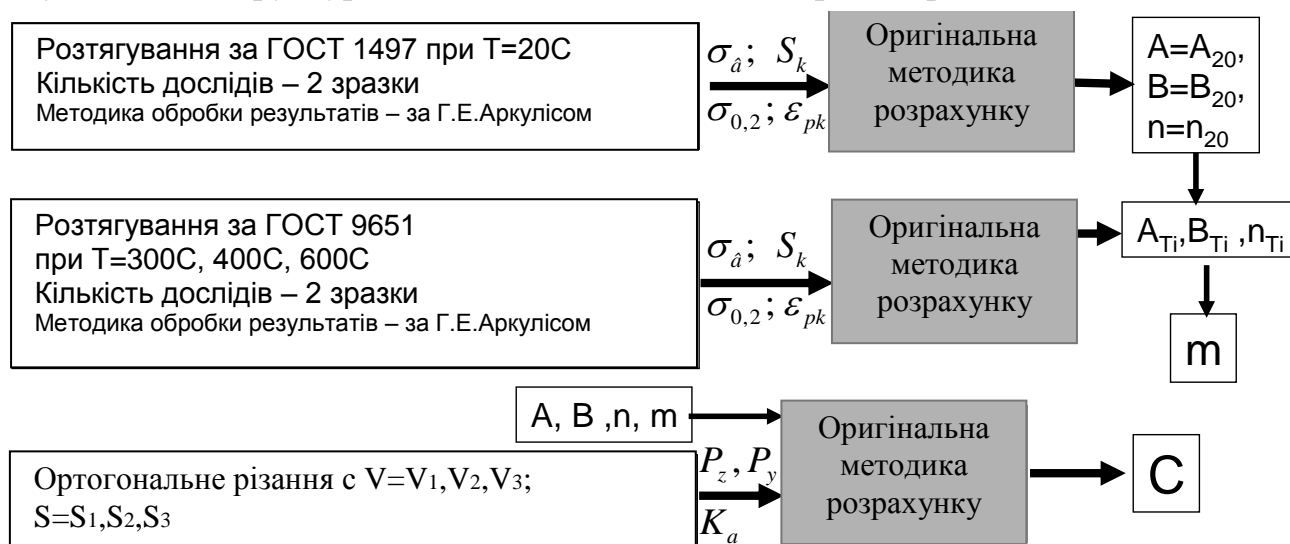 Розтягування за ГОСТ 1497 при Т=20С
Кількість дослідів – 2 зразки
Методика обробки результатів – за Г.Е.Аркулісом
σ_â; S_k
σ_0,2; ε_pk
Оригінальна
методика
розрахунку
A=A_20,
B=B_20,
n=n_20
Розтягування за ГОСТ 9651
при Т=300С, 400С, 600С
Кількість дослідів – 2 зразки
Методика обробки результатів – за Г.Е.Аркулісом
σ_â; S_k
σ_0,2; ε_pk
Оригінальна
методика
розрахунку
A_Ti,B_Ti ,n_Ti
m
A, B ,n, m
Ортогональне різання с V=V1,V2,V3;
S=S1,S2,S3
P_z, P_y
K_a
Оригінальна
методика
розрахунку
C